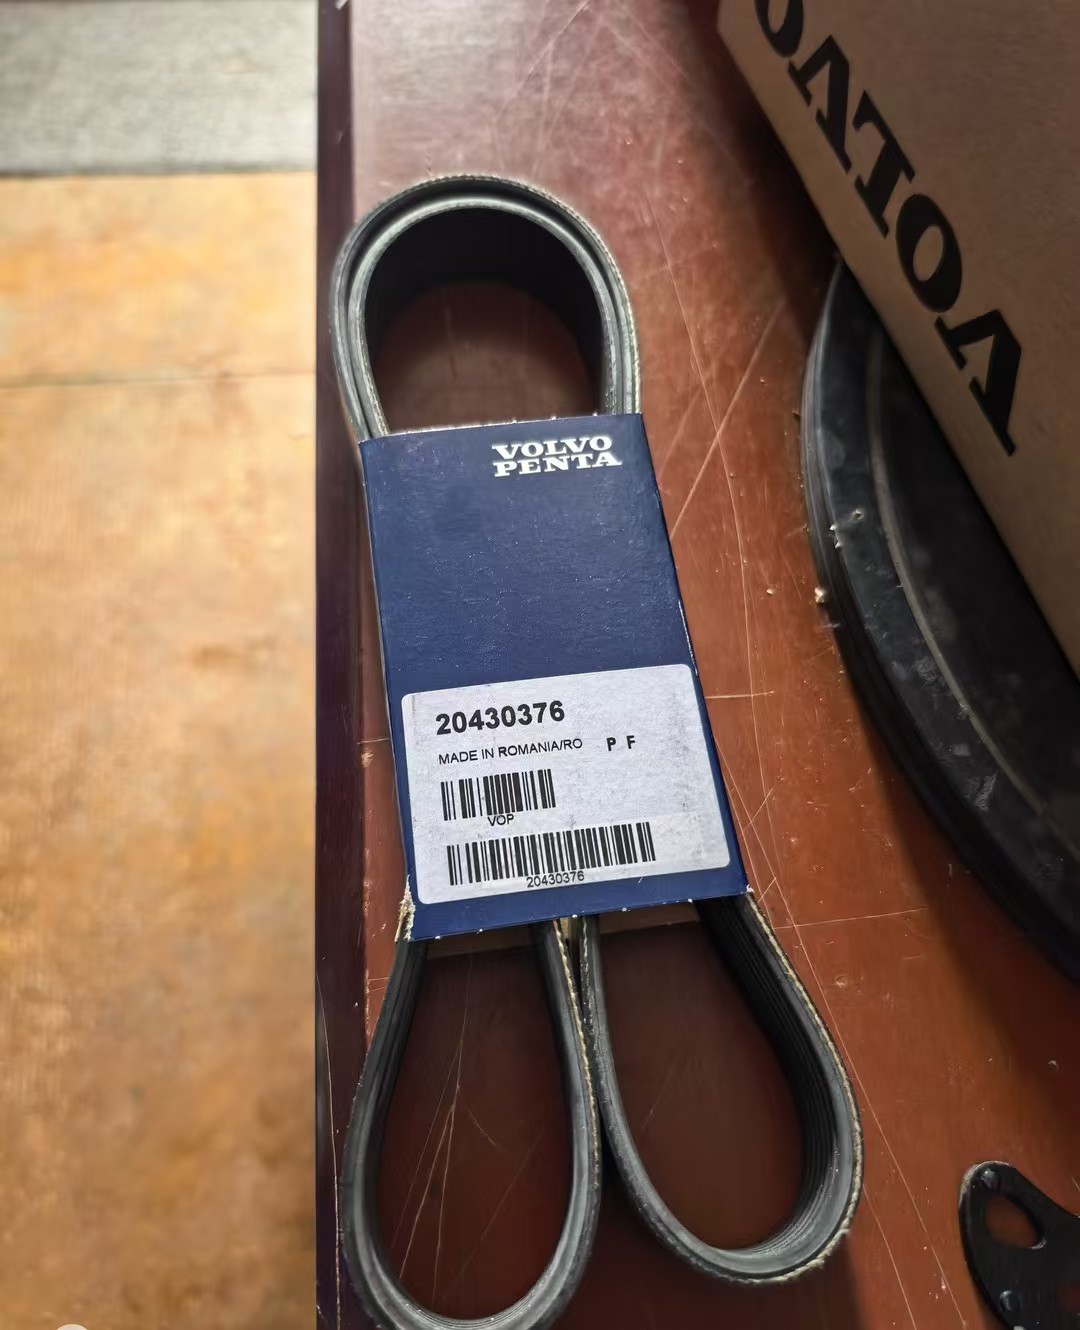 VOLVO
VOLVO
PENTA
20430376
MADE IN ROMANIA/RO P F
VOP
20430376